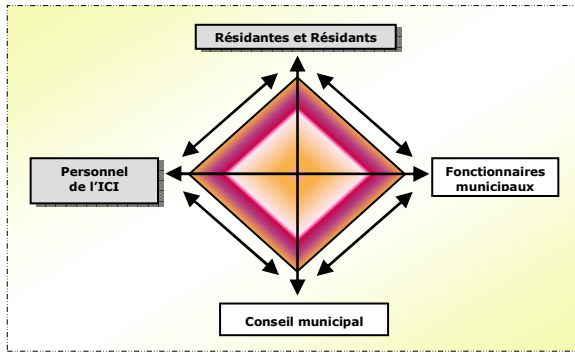 Résidantes et Résidants
Personnel
de l'ICI
Fonctionnaires
municipaux
Conseil municipal